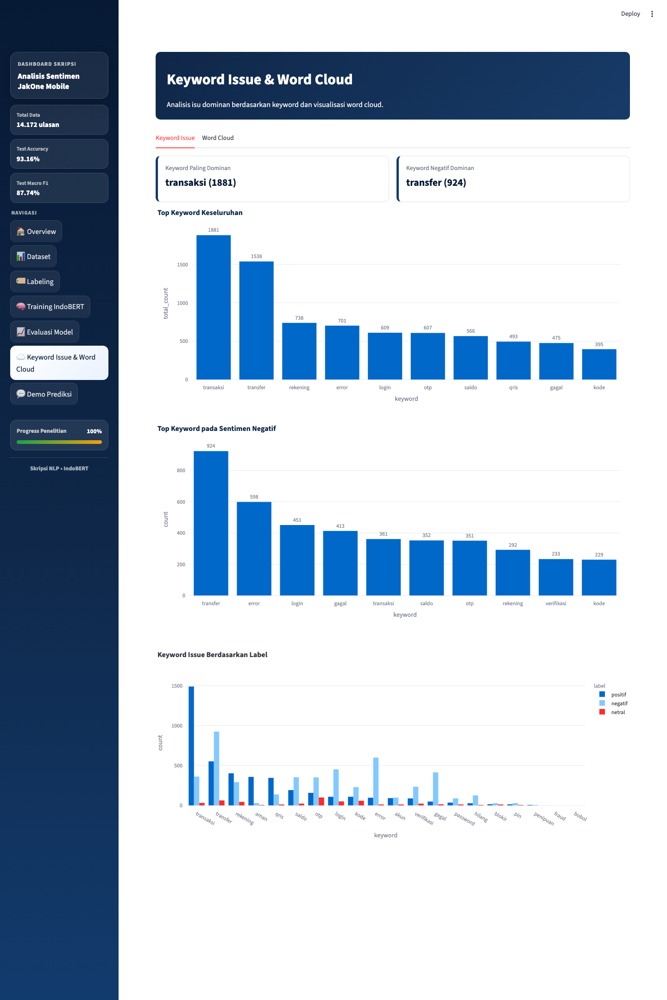 Deploy
DASHBOARD SKRIPSI
Analisis Sentimen
JakOne Mobile
Total Data
14.172 ulasan
Test Accuracy
93.16%
Test Macro F1
87.74%
NAVIGASI
Overview
Dataset
Labeling
Training IndoBERT
Evaluasi Model
Keyword Issue & Word
Cloud
Demo Prediksi
Progress Penelitian 100%
Skripsi NLP • IndoBERT
Keyword Issue & Word Cloud
Analisis isu dominan berdasarkan keyword dan visualisasi word cloud.
Keyword Issue Word Cloud
Keyword Paling Dominan
transaksi (1881)
Keyword Negatif Dominan
transfer (924)
Top Keyword Keseluruhan
1881
1538
738
701
609
607
566
493
475
395
1500
1000
500
0
total_count
transaksi transfer rekening error login otp saldo qris gagal kode
keyword
Top Keyword pada Sentimen Negatif
924
598
451
413
361
352
351
292
233
229
800
600
400
200
0
count
transfer error login gagal transaksi saldo otp rekening verifikasi kode
keyword
Keyword Issue Berdasarkan Label
1500
1000
500
0
count
label
positif
negatif
netral
transaksi transfer rekening aman qris saldo otp login kode error akun verifikasi gagal password hilang blokir pin penipuan fraud bobol
keyword